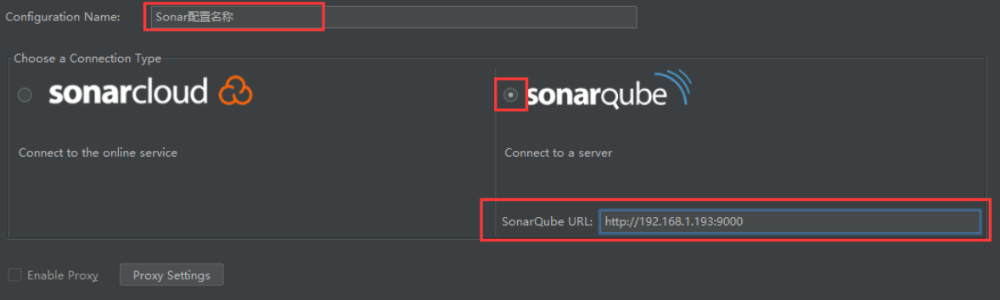 Configuration Name: Sonar配置名称
Choose a Connection Type
sonarcloud
sonarqube
Connect to the online service
Connect to a server
SonarQube URL: http://192.168.1.193:9000
Enable Proxy
Proxy Settings